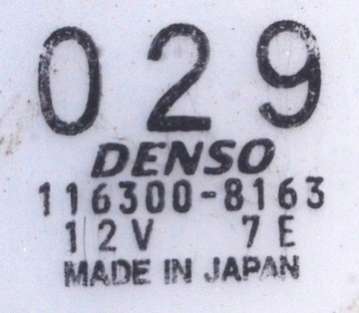 029
DENSO
116300-8163
12V 7E
MADE IN JAPAN